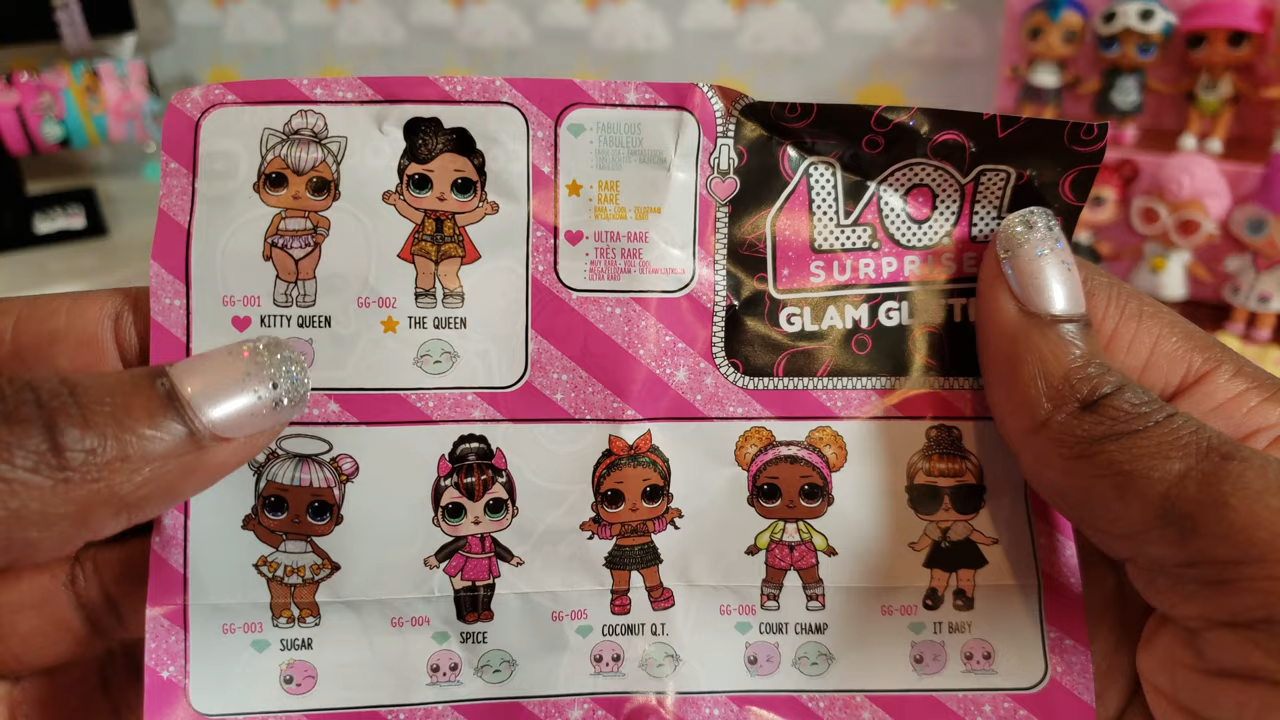 GG-001
KITTY QUEEN
GG-002
THE QUEEN
FABULOUS
FABULEUX
RARE
RARE
ULTRA-RARE
TRÈS RARE
L.O.L
SURPRISE
GLAM
GG-003
SUGAR
GG-004
SPICE
GG-005
COCONUT Q.T.
GG-006
COURT CHAMP
GG-007
IT BABY